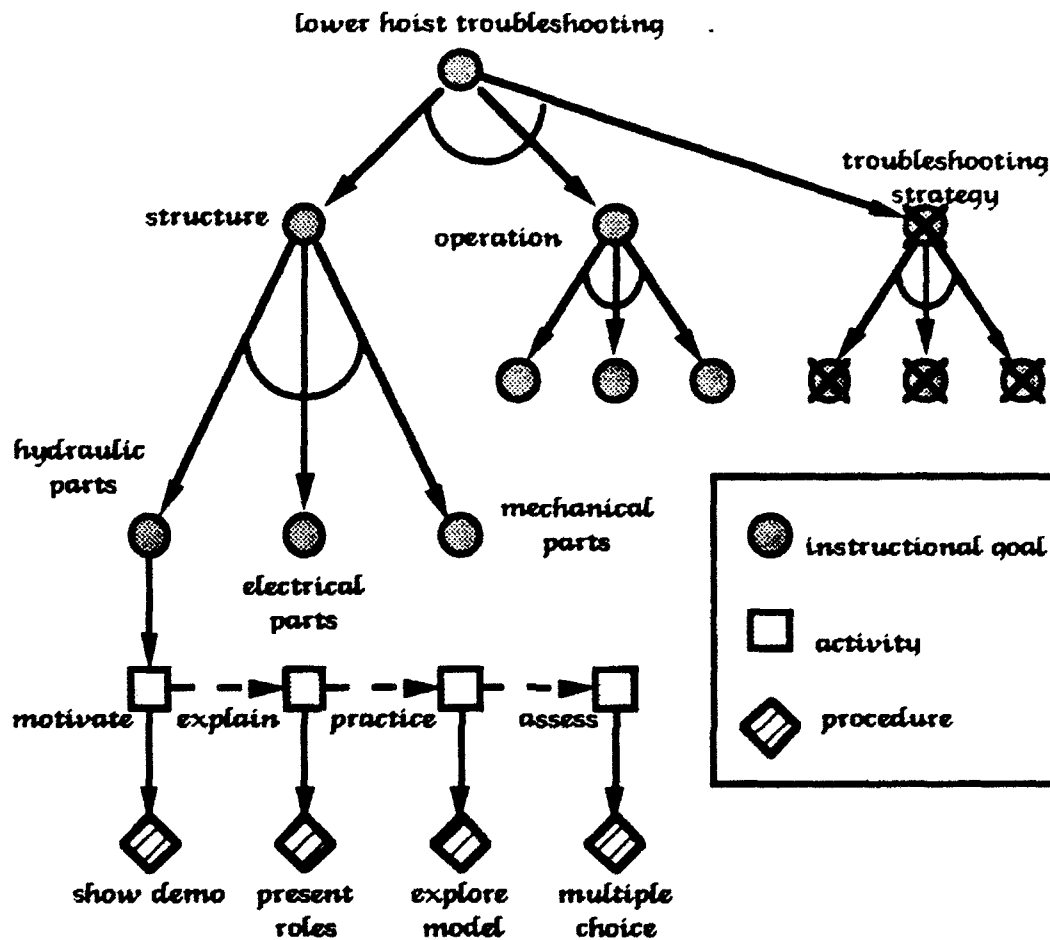 lower hoist troubleshooting
troubleshooting
strategy
structure
operation
hydraulic
parts
mechanical
parts
electrical
parts
instructional goal
activity
procedure
motivate
explain
practice
assess
show demo
present
roles
explore
model
multiple
choice